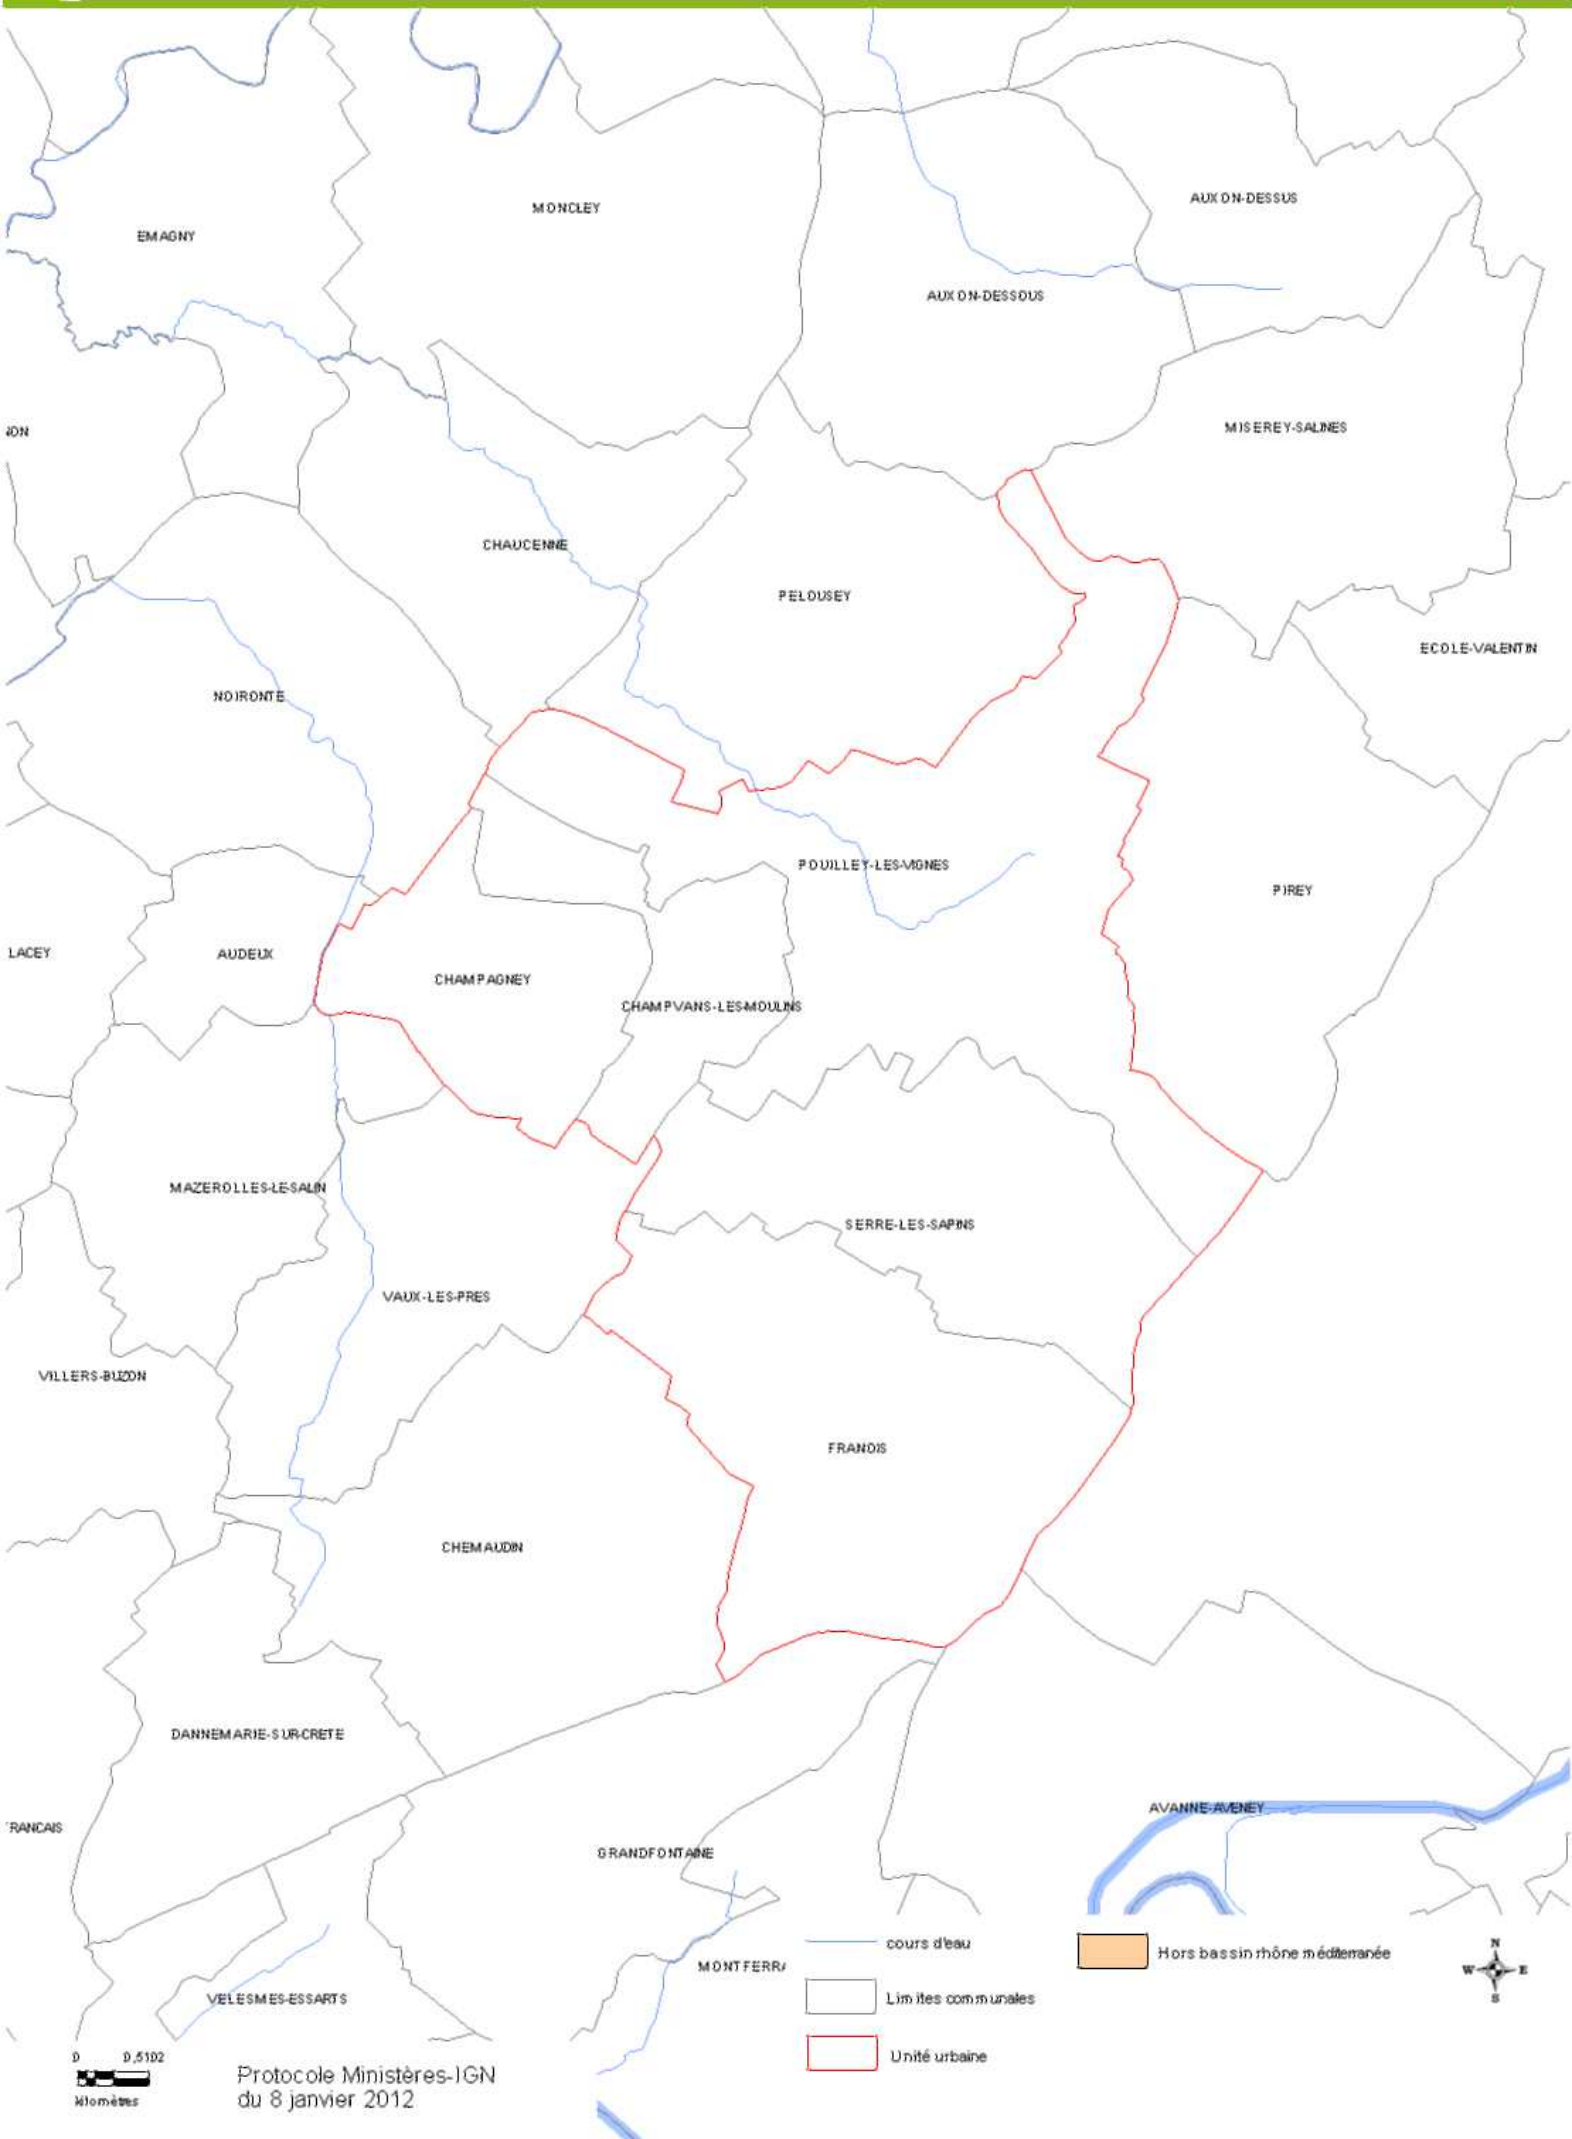 MONCLEY
AUXON-DESSUS
EMAGNY
AUXON-DESSOUS
MISEREY-SALINES
CHAUCENNE
PELOUSEY
ECOLE-VALENTIN
NOIRONTE
POUILLEY-LES-VIGNES
PIREY
LACEY
AUDEUX
CHAMPAGNEY
CHAMPVANS-LES-MOULINS
MAZEROLLES-LE-SALIN
SERRE-LES-SAPINS
VAUX-LES-PRES
VILLERS-BUZON
FRANOIS
CHEMAUDIN
DANNEMARIE-SUR-CRETE
AVANNE-AVENEY
RANCAIS
GRANDFONTAINE
cours d'eau
Hors bassin rhône méditerranée
N
W E
S
MONTFERR
VELESMES-ESSARTS
Limites communales
Unité urbaine
0 0,5102
kilomètres
Protocole Ministères-IGN
du 8 janvier 2012